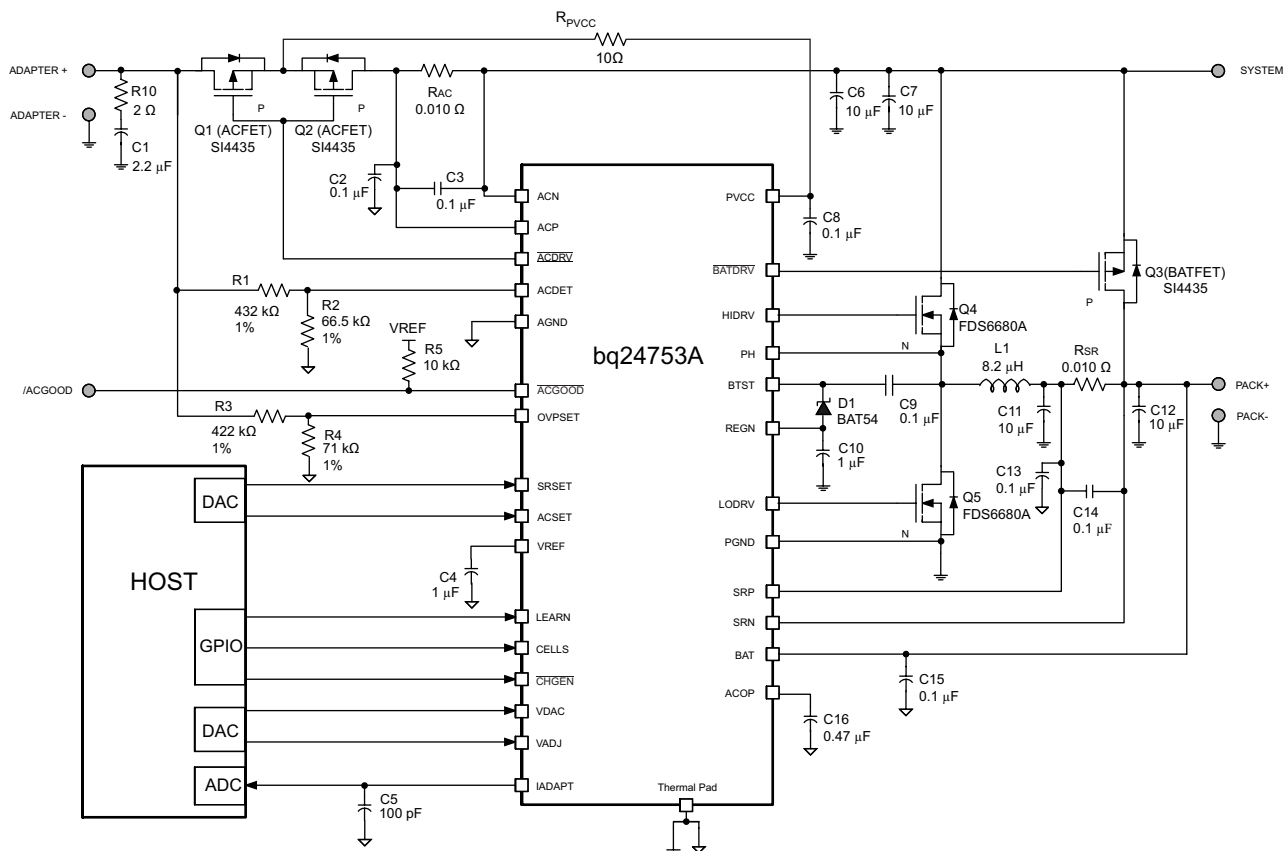 R PVCC
10Ω
ADAPTER +
R10
2 Ω
ADAPTER -
C1
2.2 μF
P
P
Q1 (ACFET)
SI4435
Q2 (ACFET)
SI4435
RAC
0.010 Ω
C6
10 μF
C7
10 μF
SYSTEM
C2
0.1 μF
C3
0.1 μF
ACN
ACP
ACDRV
ACDET
AGND
ACGOOD
OVPSET
SRSET
ACSET
VREF
LEARN
CELLS
CHGEN
VDAC
VADJ
IADAPT
R1
432 kΩ
1%
R2
66.5 kΩ
1%
VREF
R5
10 kΩ
/ACGOOD
R3
422 kΩ
1%
R4
71 kΩ
1%
HOST
DAC
GPIO
DAC
ADC
C4
1 μF
C5
100 pF
bq24753A
Thermal Pad
PVCC
BATDRV
HIDRV
PH
BTST
REGN
LODRV
PGND
SRP
SRN
BAT
ACOP
C8
0.1 μF
Q3(BATFET)
SI4435
P
Q4
FDS6680A
N
L1
8.2 μH
RSR
0.010 Ω
D1
BAT54
C9
0.1 μF
C10
1 μF
C11
10 μF
C12
10 μF
PACK+
PACK-
C13
0.1 μF
C14
0.1 μF
Q5
FDS6680A
N
C15
0.1 μF
C16
0.47 μF